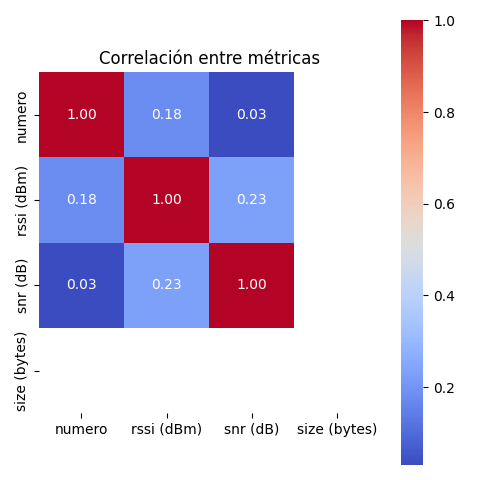 Correlación entre métricas
numero
1.00 0.18 0.03
rssi (dBm)
0.18 1.00 0.23
snr (dB)
0.03 0.23 1.00
size (bytes)
numero rssi (dBm) snr (dB) size (bytes)
1.0
0.8
0.6
0.4
0.2